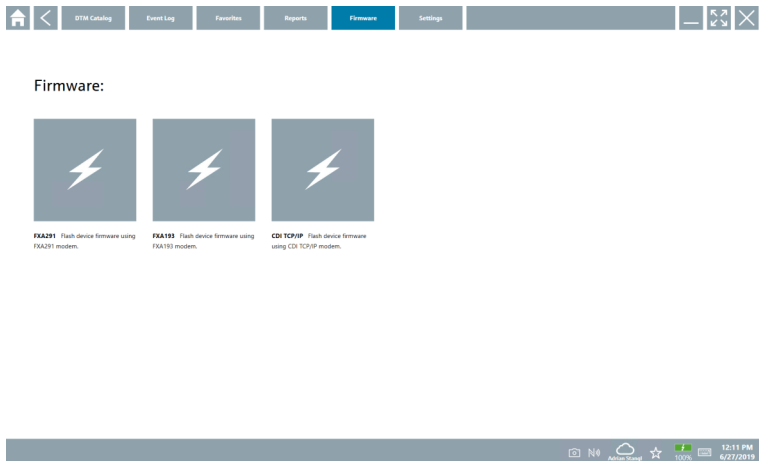 DTM Catalog
Event Log
Favorites
Reports
Firmware
Settings
Firmware:
FXA291 Flash device firmware using
FXA291 modem.
FXA193 Flash device firmware using
FXA193 modem.
CDI TCP/IP Flash device firmware
using CDI TCP/IP modem.
Adrian Stangl
100%
12:11 PM
6/27/2019